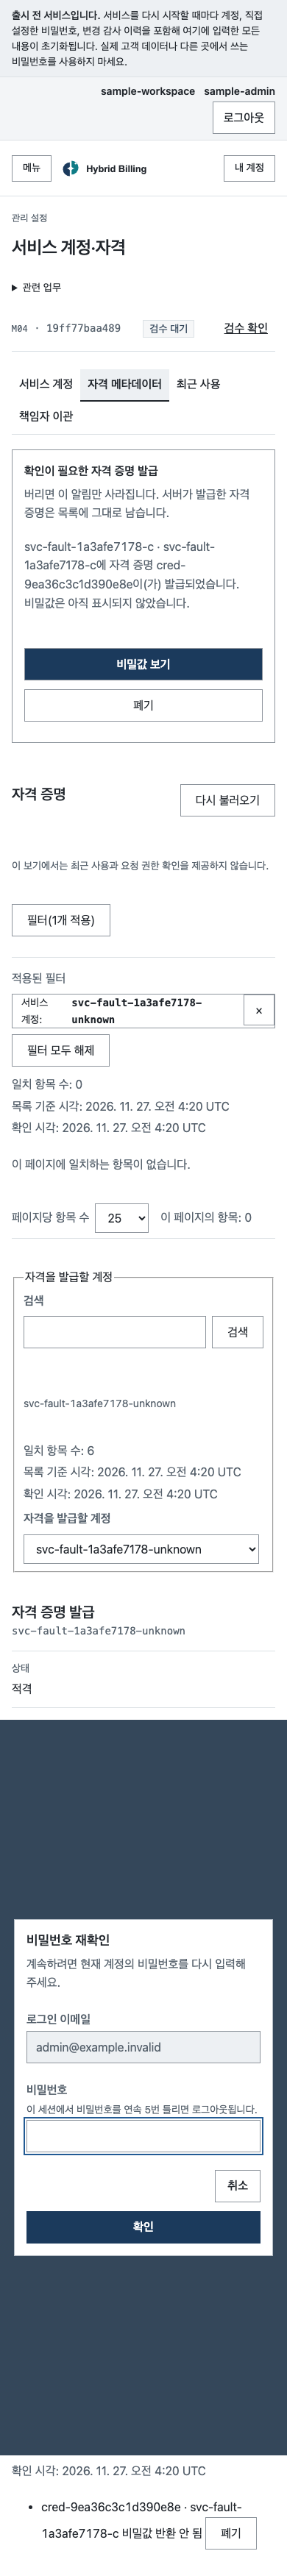 출시 전 서비스입니다. 서비스를 다시 시작할 때마다 계정, 직접
설정한 비밀번호, 변경 감사 이력을 포함해 여기에 입력한 모든
내용이 초기화됩니다. 실제 고객 데이터나 다른 곳에서 쓰는
비밀번호를 사용하지 마세요.
sample-workspace sample-admin
로그아웃
메뉴 Hybrid Billing 내 계정
관리 설정
서비스 계정·자격
▶ 관련 업무
M04 · 19ff77baa489 검수 대기 검수 확인
서비스 계정 자격 메타데이터 최근 사용
책임자 이관
확인이 필요한 자격 증명 발급
버리면 이 알림만 사라집니다. 서버가 발급한 자격
증명은 목록에 그대로 남습니다.
svc-fault-1a3afe7178-c · svc-fault-
1a3afe7178-c에 자격 증명 cred-
9ea36c3c1d390e8e이(가) 발급되었습니다.
비밀값은 아직 표시되지 않았습니다.
비밀값 보기
폐기
자격 증명 다시 불러오기
이 보기에서는 최근 사용과 요청 권한 확인을 제공하지 않습니다.
필터(1개 적용)
적용된 필터
서비스 svc-fault-1a3afe7178-
계정: unknown ×
필터 모두 해제
일치 항목 수: 0
목록 기준 시각: 2026. 11. 27. 오전 4:20 UTC
확인 시각: 2026. 11. 27. 오전 4:20 UTC
이 페이지에 일치하는 항목이 없습니다.
페이지당 항목 수 25 이 페이지의 항목: 0
자격을 발급할 계정
검색
검색
svc-fault-1a3afe7178-unknown
일치 항목 수: 6
목록 기준 시각: 2026. 11. 27. 오전 4:20 UTC
확인 시각: 2026. 11. 27. 오전 4:20 UTC
자격을 발급할 계정
svc-fault-1a3afe7178-unknown
자격 증명 발급
svc-fault-1a3afe7178-unknown
상태
적격
비밀번호 재확인
계속하려면 현재 계정의 비밀번호를 다시 입력해
주세요.
로그인 이메일
admin@example.invalid
비밀번호
이 세션에서 비밀번호를 연속 5번 틀리면 로그아웃됩니다.
취소
확인
확인 시각: 2026. 11. 27. 오전 4:20 UTC
• cred-9ea36c3c1d390e8e · svc-fault-
1a3afe7178-c 비밀값 반환 안 됨 폐기